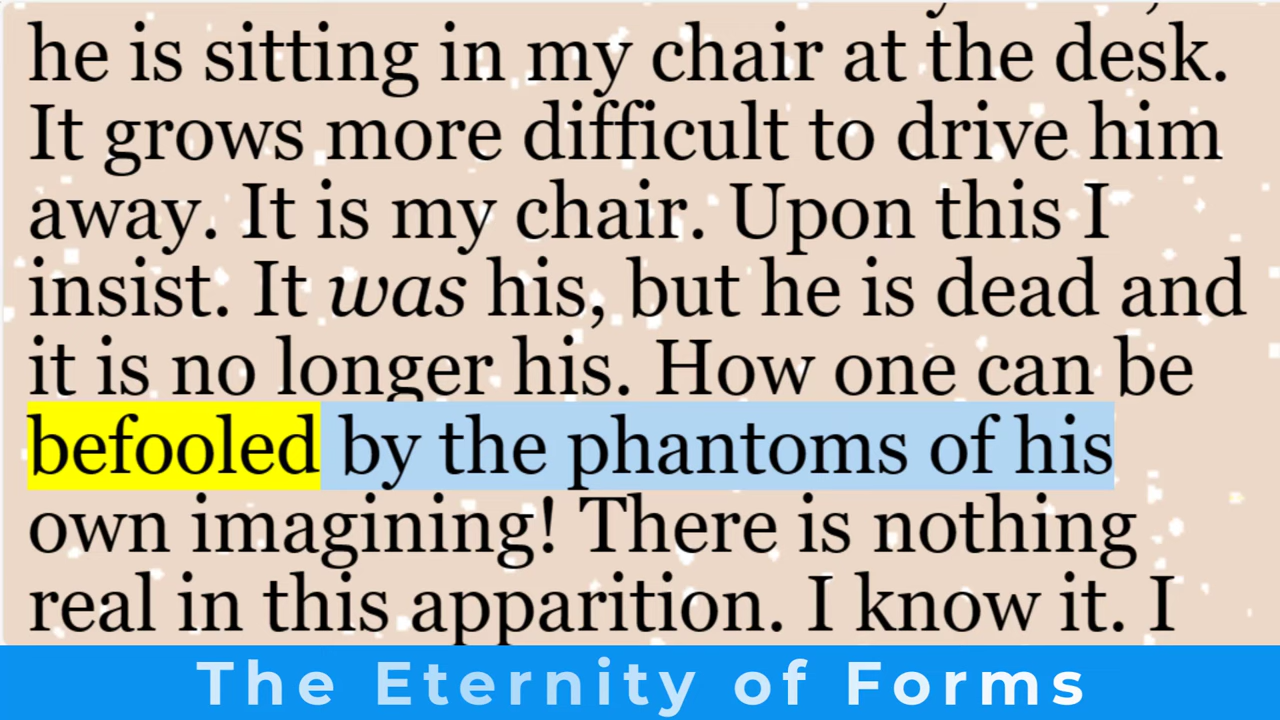 he is sitting in my chair at the desk.
It grows more difficult to drive him
away. It is my chair. Upon this I
insist. It was his, but he is dead and
it is no longer his. How one can be
befooled by the phantoms of his
own imagining! There is nothing
real in this apparition. I know it. I
The Eternity of Forms